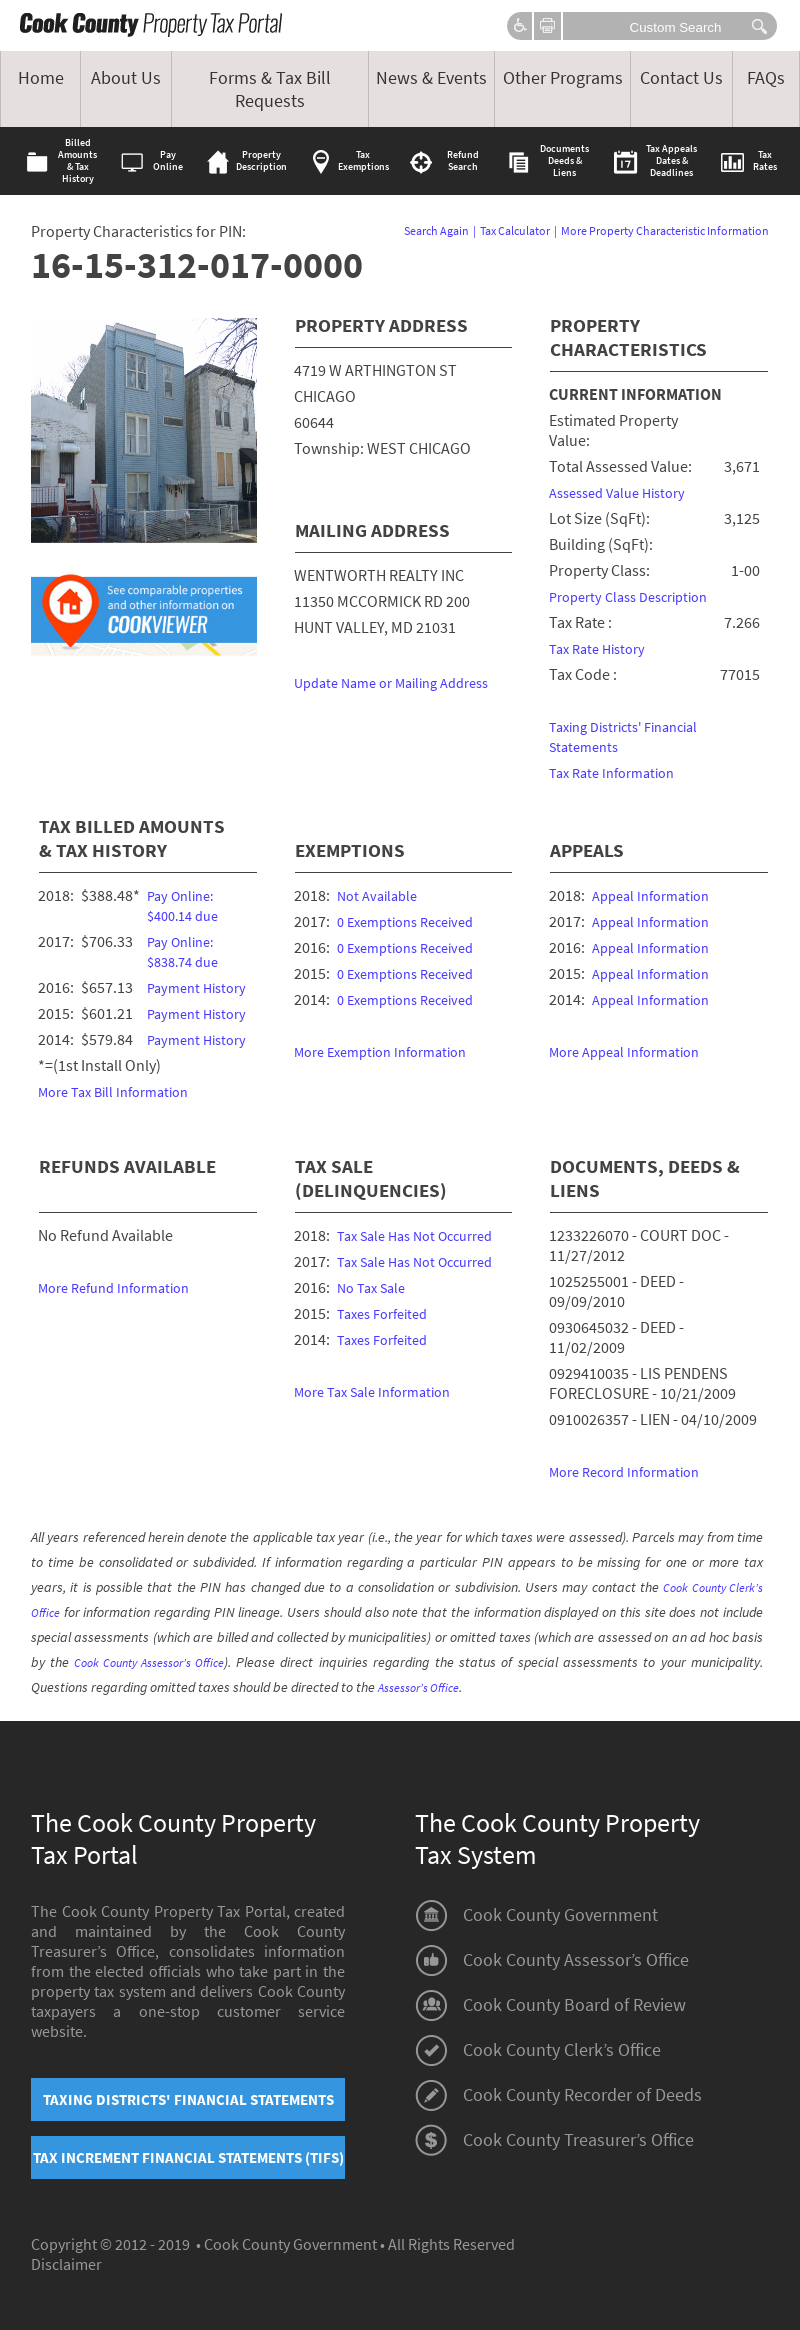 Cook County Property Tax Portal
Custom Search
Home
About Us
Forms & Tax Bill
Requests
News & Events
Other Programs
Contact Us
FAQs
Billed
Amounts
& Tax
History
Pay
Online
Property
Description
Tax
Exemptions
Refund
Search
Documents
Deeds &
Liens
Tax Appeals
Dates &
Deadlines
Tax
Rates
Property Characteristics for PIN:
Search Again | Tax Calculator | More Property Characteristic Information
16-15-312-017-0000
See comparable properties
and other information on
COOKVIEWER
PROPERTY ADDRESS
4719 W ARTHINGTON ST
CHICAGO
60644
Township: WEST CHICAGO
MAILING ADDRESS
WENTWORTH REALTY INC
11350 MCCORMICK RD 200
HUNT VALLEY, MD 21031
Update Name or Mailing Address
PROPERTY
CHARACTERISTICS
CURRENT INFORMATION
Estimated Property
Value:
Total Assessed Value: 3,671
Assessed Value History
Lot Size (SqFt): 3,125
Building (SqFt):
Property Class: 1-00
Property Class Description
Tax Rate : 7.266
Tax Rate History
Tax Code : 77015
Taxing Districts' Financial
Statements
Tax Rate Information
TAX BILLED AMOUNTS
& TAX HISTORY
2018: $388.48* Pay Online:
$400.14 due
2017: $706.33 Pay Online:
$838.74 due
2016: $657.13 Payment History
2015: $601.21 Payment History
2014: $579.84 Payment History
*=(1st Install Only)
More Tax Bill Information
EXEMPTIONS
2018: Not Available
2017: 0 Exemptions Received
2016: 0 Exemptions Received
2015: 0 Exemptions Received
2014: 0 Exemptions Received
More Exemption Information
APPEALS
2018: Appeal Information
2017: Appeal Information
2016: Appeal Information
2015: Appeal Information
2014: Appeal Information
More Appeal Information
REFUNDS AVAILABLE
No Refund Available
More Refund Information
TAX SALE
(DELINQUENCIES)
2018: Tax Sale Has Not Occurred
2017: Tax Sale Has Not Occurred
2016: No Tax Sale
2015: Taxes Forfeited
2014: Taxes Forfeited
More Tax Sale Information
DOCUMENTS, DEEDS &
LIENS
1233226070 - COURT DOC -
11/27/2012
1025255001 - DEED -
09/09/2010
0930645032 - DEED -
11/02/2009
0929410035 - LIS PENDENS
FORECLOSURE - 10/21/2009
0910026357 - LIEN - 04/10/2009
More Record Information
All years referenced herein denote the applicable tax year (i.e., the year for which taxes were assessed). Parcels may from time
to time be consolidated or subdivided. If information regarding a particular PIN appears to be missing for one or more tax
years, it is possible that the PIN has changed due to a consolidation or subdivision. Users may contact the Cook County Clerk's
Office for information regarding PIN lineage. Users should also note that the information displayed on this site does not include
special assessments (which are billed and collected by municipalities) or omitted taxes (which are assessed on an ad hoc basis
by the Cook County Assessor's Office). Please direct inquiries regarding the status of special assessments to your municipality.
Questions regarding omitted taxes should be directed to the Assessor's Office.
The Cook County Property
Tax Portal
The Cook County Property Tax Portal, created
and maintained by the Cook County
Treasurer’s Office, consolidates information
from the elected officials who take part in the
property tax system and delivers Cook County
taxpayers a one-stop customer service
website.
TAXING DISTRICTS' FINANCIAL STATEMENTS
TAX INCREMENT FINANCIAL STATEMENTS (TIFS)
The Cook County Property
Tax System
Cook County Government
Cook County Assessor’s Office
Cook County Board of Review
Cook County Clerk’s Office
Cook County Recorder of Deeds
Cook County Treasurer’s Office
Copyright © 2012 - 2019 • Cook County Government • All Rights Reserved
Disclaimer